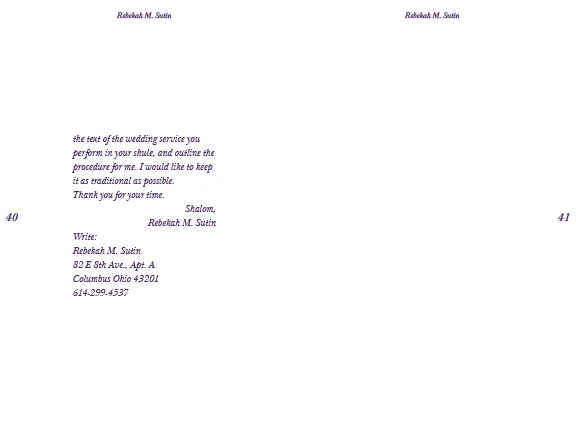 Rebekah M. Sutin
Rebekah M. Sutin
the text of the wedding service you
perform in your shule, and outline the
procedure for me. I would like to keep
it as traditional as possible.
Thank you for your time.
Shalom,
Rebekah M. Sutin
Write:
Rebekah M. Sutin
82 E 8th Ave., Apt. A
Columbus Ohio 43201
614-299-4537
40
41